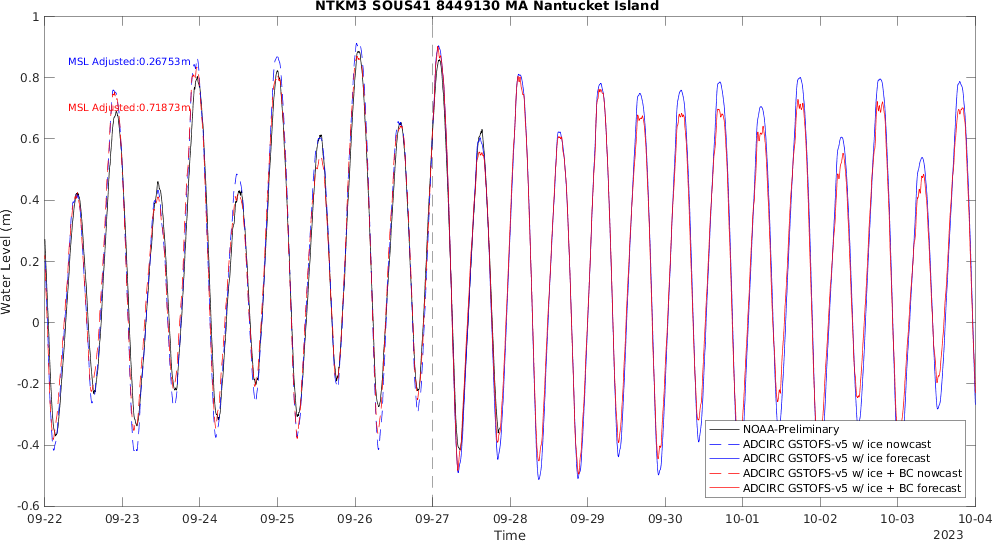 NTKM3 SOUS41 8449130 MA Nantucket Island
1
0.8
0.6
0.4
0.2
0
-0.2
-0.4
-0.6
Water Level (m)
MSL Adjusted:0.26753m
MSL Adjusted:0.71873m
NOAA-Preliminary
ADCIRC GSTOFS-v5 w/ ice nowcast
ADCIRC GSTOFS-v5 w/ ice forecast
ADCIRC GSTOFS-v5 w/ ice + BC nowcast
ADCIRC GSTOFS-v5 w/ ice + BC forecast
09-22 09-23 09-24 09-25 09-26 09-27 09-28 09-29 09-30 10-01 10-02 10-03 10-04
Time
2023